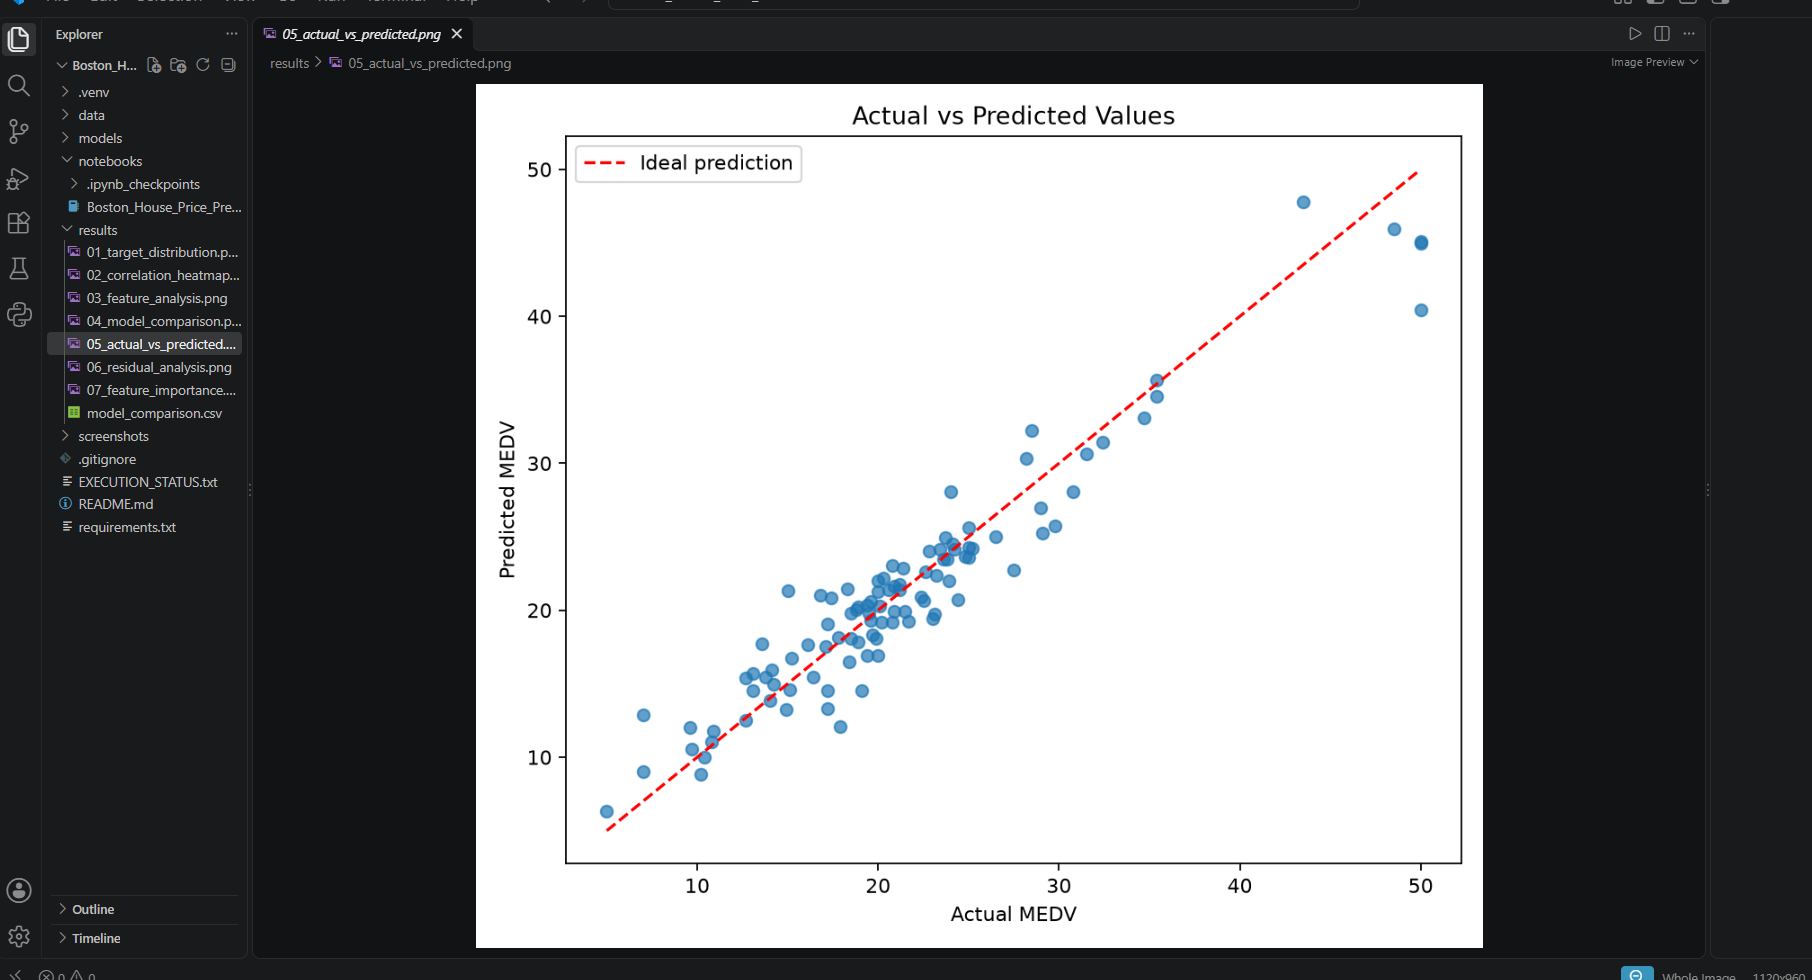 Explorer
05_actual_vs_predicted.png
Boston_H...
results > 05_actual_vs_predicted.png
Image Preview
.venv
data
models
notebooks
.ipynb_checkpoints
Boston_House_Price_Pre...
results
01_target_distribution.p...
02_correlation_heatmap...
03_feature_analysis.png
04_model_comparison.p...
05_actual_vs_predicted....
06_residual_analysis.png
07_feature_importance....
model_comparison.csv
screenshots
.gitignore
EXECUTION_STATUS.txt
README.md
requirements.txt
Outline
Timeline
Actual vs Predicted Values
Ideal prediction
50
40
30
20
10
Predicted MEDV
10 20 30 40 50
Actual MEDV
0 0
Whole Image 1120x960